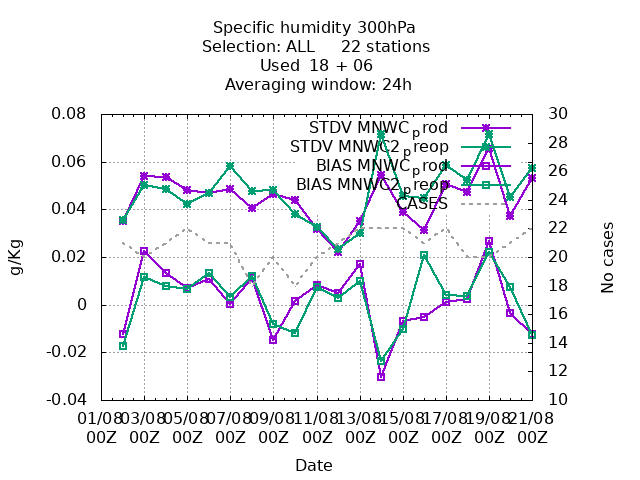 Specific humidity 300hPa
Selection: ALL 22 stations
Used 18 + 06
Averaging window: 24h
STDV MNWC_prod
STDV MNWC2_preop
BIAS MNWC_prod
BIAS MNWC2_preop
CASES
g/Kg
0.08
0.06
0.04
0.02
0
-0.02
-0.04
30
28
26
24
22
20
18
16
14
12
10
No cases
01/08 03/08 05/08 07/08 09/08 11/08 13/08 15/08 17/08 19/08 21/08
00Z 00Z 00Z 00Z 00Z 00Z 00Z 00Z 00Z 00Z 00Z
Date